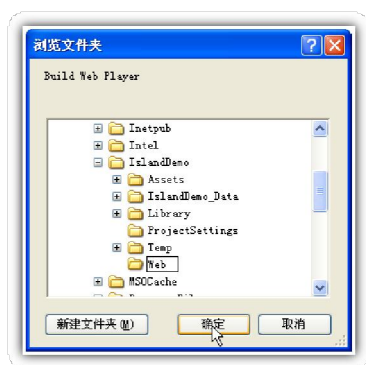 浏览文件夹
Build Web Player
Inetpub
Intel
IslandDemo
Assets
IslandDemo_Data
Library
ProjectSettings
Temp
Web
MSOCache
新建文件夹(M)
确定
取消